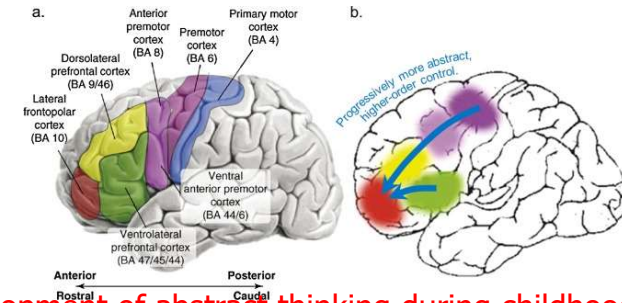 a.
Anterior
premotor
cortex
(BA 8)
Premotor
cortex
(BA 6)
Primary motor
cortex
(BA 4)
Dorsolateral
prefrontal cortex
(BA 9/46)
Lateral
frontopolar
cortex
(BA 10)
Ventral
anterior premotor
cortex
(BA 44/6)
Ventrolateral
prefrontal cortex
(BA 47/45/44)
Anterior
Posterior
Rostral
Caudal
b.
Progressively more abstract,
higher-order control.
of abstract thinking during